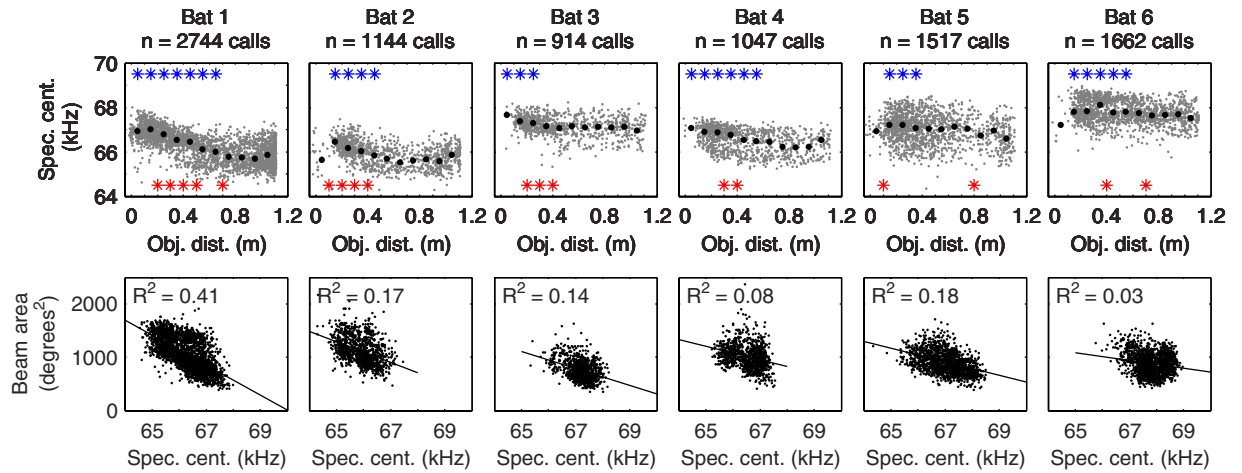 Bat 1 Bat 2 Bat 3 Bat 4 Bat 5 Bat 6
n = 2744 calls n = 1144 calls n = 914 calls n = 1047 calls n = 1517 calls n = 1662 calls
70
68
66
64
Spec. cent.
(kHz)
0 0.4 0.8 1.2 0 0.4 0.8 1.2 0 0.4 0.8 1.2 0 0.4 0.8 1.2 0 0.4 0.8 1.2 0 0.4 0.8 1.2
Obj. dist. (m) Obj. dist. (m) Obj. dist. (m) Obj. dist. (m) Obj. dist. (m) Obj. dist. (m)
R² = 0.41 R² = 0.17 R² = 0.14 R² = 0.08 R² = 0.18 R² = 0.03
2000
1000
0
Beam area
(degrees²)
65 67 69 65 67 69 65 67 69 65 67 69 65 67 69 65 67 69
Spec. cent. (kHz) Spec. cent. (kHz) Spec. cent. (kHz) Spec. cent. (kHz) Spec. cent. (kHz) Spec. cent. (kHz)